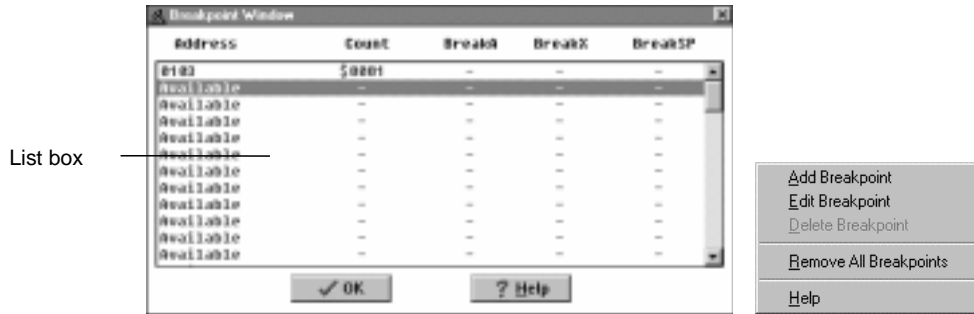 Breakpoint Window
Address Count BreakA BreakX BreakSP
0103 $0001 - - -
Available - - - -
Available - - - -
Available - - - -
Available - - - -
Available - - - -
Available - - - -
Available - - - -
Available - - - -
Available - - - -
Available - - - -
Available - - - -
OK
? Help
List box
Add Breakpoint
Edit Breakpoint
Delete Breakpoint
Remove All Breakpoints
Help